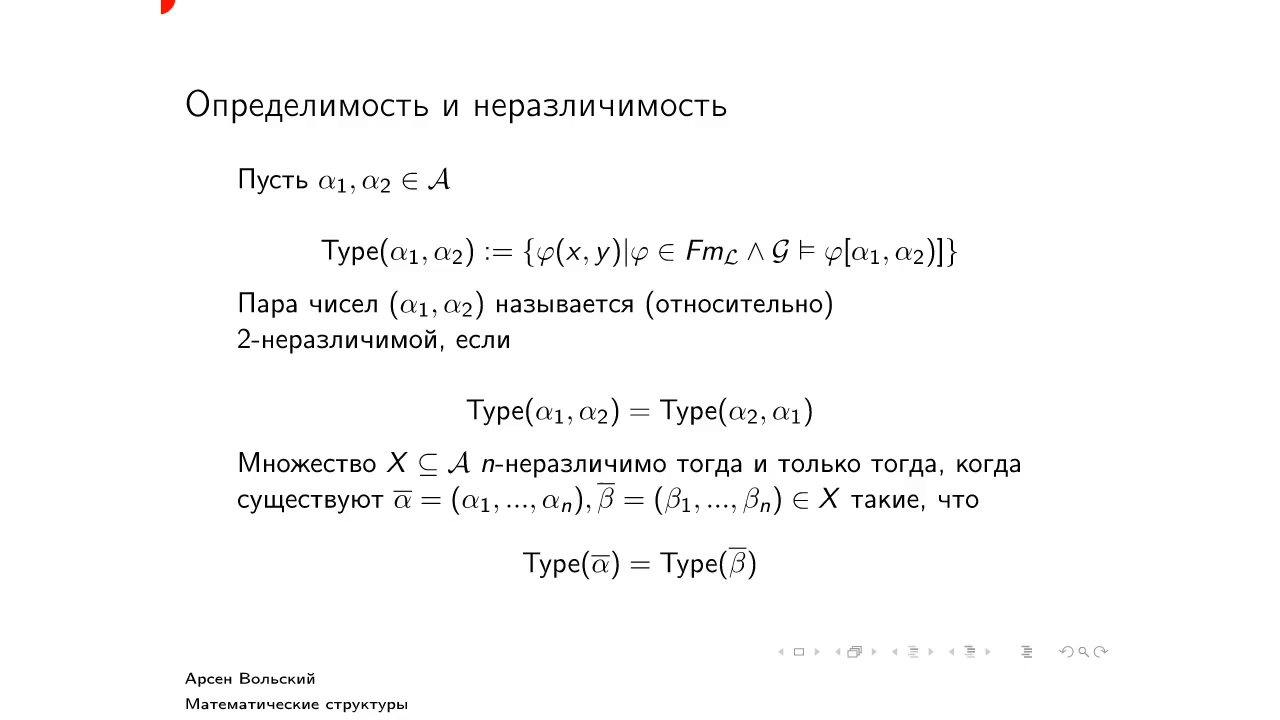 Определимость и неразличимость
Пусть α₁, α₂ ∈ 𝒜
Type(α₁, α₂) := {φ(x, y)|φ ∈ Fm_ℒ ∧ 𝒢 ⊨ φ[α₁, α₂)]}
Пара чисел (α₁, α₂) называется (относительно)
2-неразличимой, если
Type(α₁, α₂) = Type(α₂, α₁)
Множество X ⊆ 𝒜 n-неразличимо тогда и только тогда, когда
существуют α̅ = (α₁, ..., αₙ), β̅ = (β₁, ..., βₙ) ∈ X такие, что
Type(α̅) = Type(β̅)
Арсен Вольский
Математические структуры